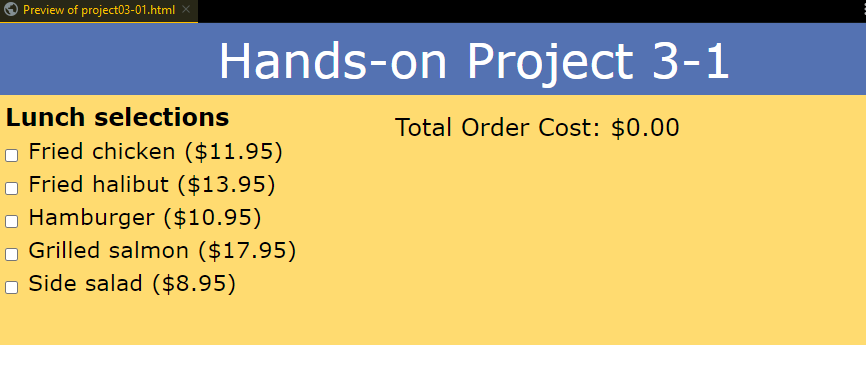 Preview of project03-01.html
Hands-on Project 3-1
Lunch selections
Fried chicken ($11.95)
Fried halibut ($13.95)
Hamburger ($10.95)
Grilled salmon ($17.95)
Side salad ($8.95)
Total Order Cost: $0.00